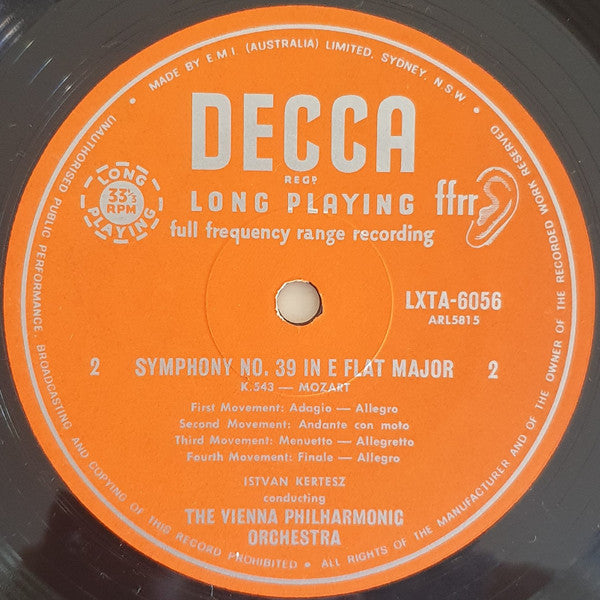 MADE BY E M I (AUSTRALIA) LIMITED, SYDNEY, N.S.W.
DECCA
REGD
LONG PLAYING
ffrr
full frequency range recording
LONG
33⅓
RPM
PLAYING
LXTA-6056
ARL5815
2 SYMPHONY NO. 39 IN E FLAT MAJOR 2
K.543 — MOZART
First Movement: Adagio — Allegro
Second Movement: Andante con moto
Third Movement: Menuetto — Allegretto
Fourth Movement: Finale — Allegro
ISTVAN KERTESZ
conducting
THE VIENNA PHILHARMONIC
ORCHESTRA
ALL RIGHTS OF THE MANUFACTURER AND OF THE OWNER OF THE RECORDED WORK RESERVED
UNAUTHORISED PUBLIC PERFORMANCE, BROADCASTING AND COPYING OF THIS RECORD PROHIBITED